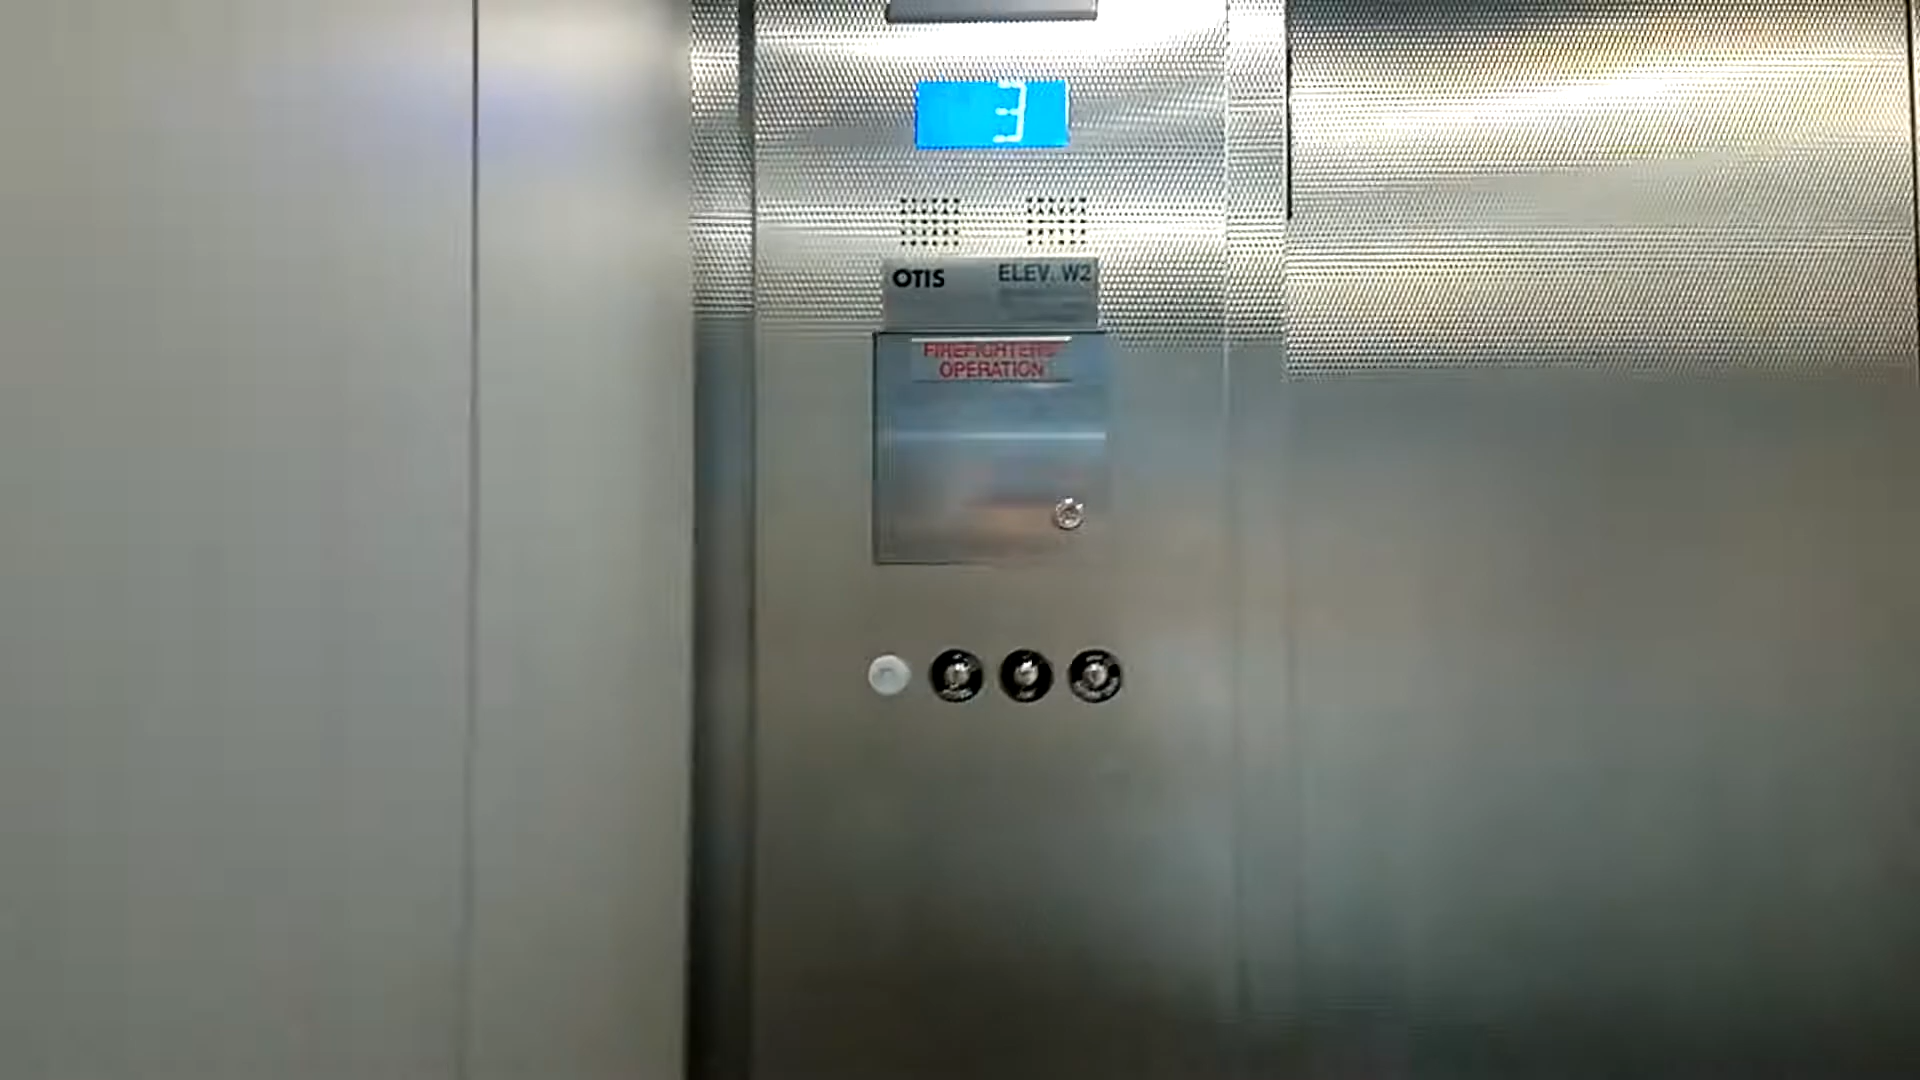 3
OTIS
ELEV. W2
FIREFIGHTERS'
OPERATION